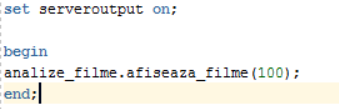 set serveroutput on;
begin
analize_filme.afiseaza_filme(100);
end;